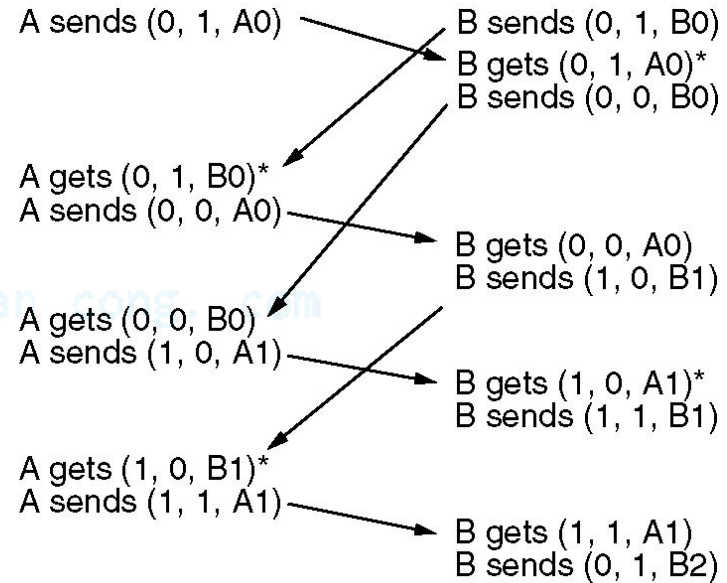 A sends (0, 1, A0)
B sends (0, 1, B0)
B gets (0, 1, A0)*
B sends (0, 0, B0)
A gets (0, 1, B0)*
A sends (0, 0, A0)
B gets (0, 0, A0)
B sends (1, 0, B1)
A gets (0, 0, B0)
A sends (1, 0, A1)
B gets (1, 0, A1)*
B sends (1, 1, B1)
A gets (1, 0, B1)*
A sends (1, 1, A1)
B gets (1, 1, A1)
B sends (0, 1, B2)